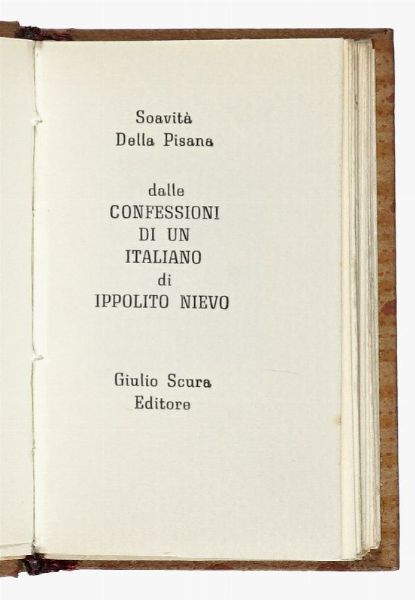 Soavità
Della Pisana
dalle
CONFESSIONI
DI UN
ITALIANO
di
IPPOLITO NIEVO
Giulio Scura
Editore